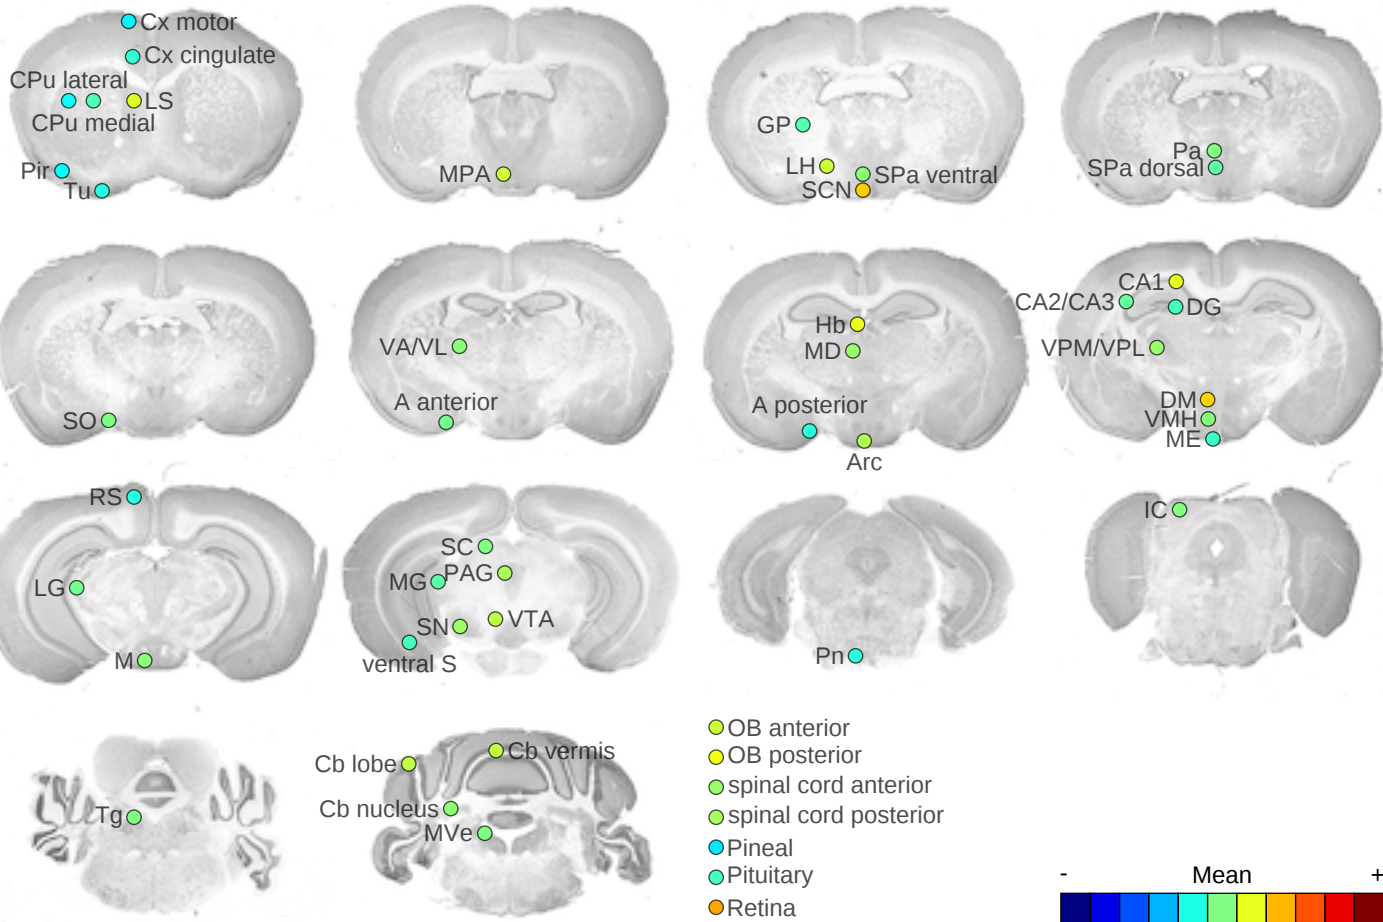 Cx motor
Cx cingulate
CPu lateral
LS
CPu medial
Pir
Tu
MPA
GP
LH
SPa ventral
SCN
Pa
SPa dorsal
SO
VA/VL
A anterior
Hb
MD
A posterior
Arc
CA1
CA2/CA3
DG
VPM/VPL
DM
VMH
ME
RS
LG
M
SC
MG
PAG
SN
VTA
ventral S
Pn
IC
Tg
Cb lobe
Cb vermis
Cb nucleus
MVe
OB anterior
OB posterior
spinal cord anterior
spinal cord posterior
Pineal
Pituitary
Retina
- Mean +